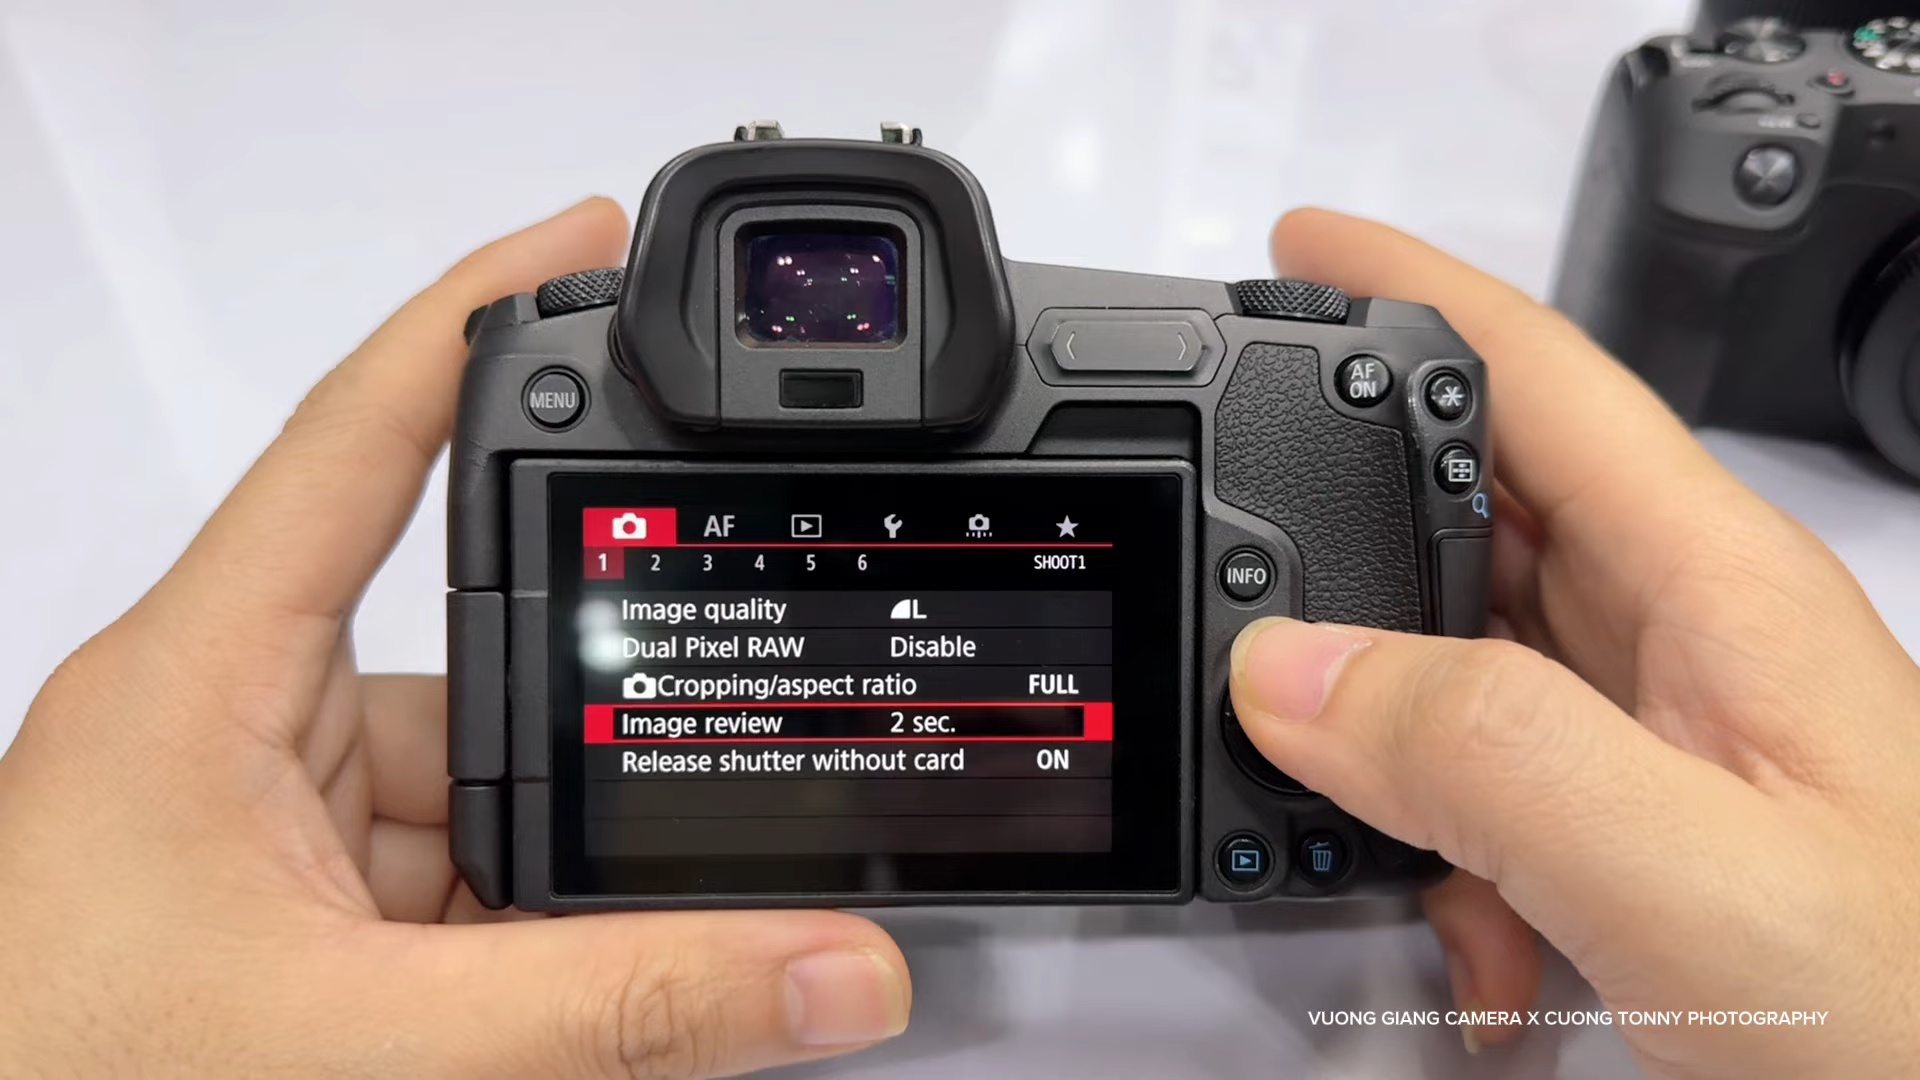 MENU
AF
ON
INFO
AF
1 2 3 4 5 6 SHOOT1
Image quality L
Dual Pixel RAW Disable
Cropping/aspect ratio FULL
Image review 2 sec.
Release shutter without card ON
VUONG GIANG CAMERA X CUONG TONNY PHOTOGRAPHY